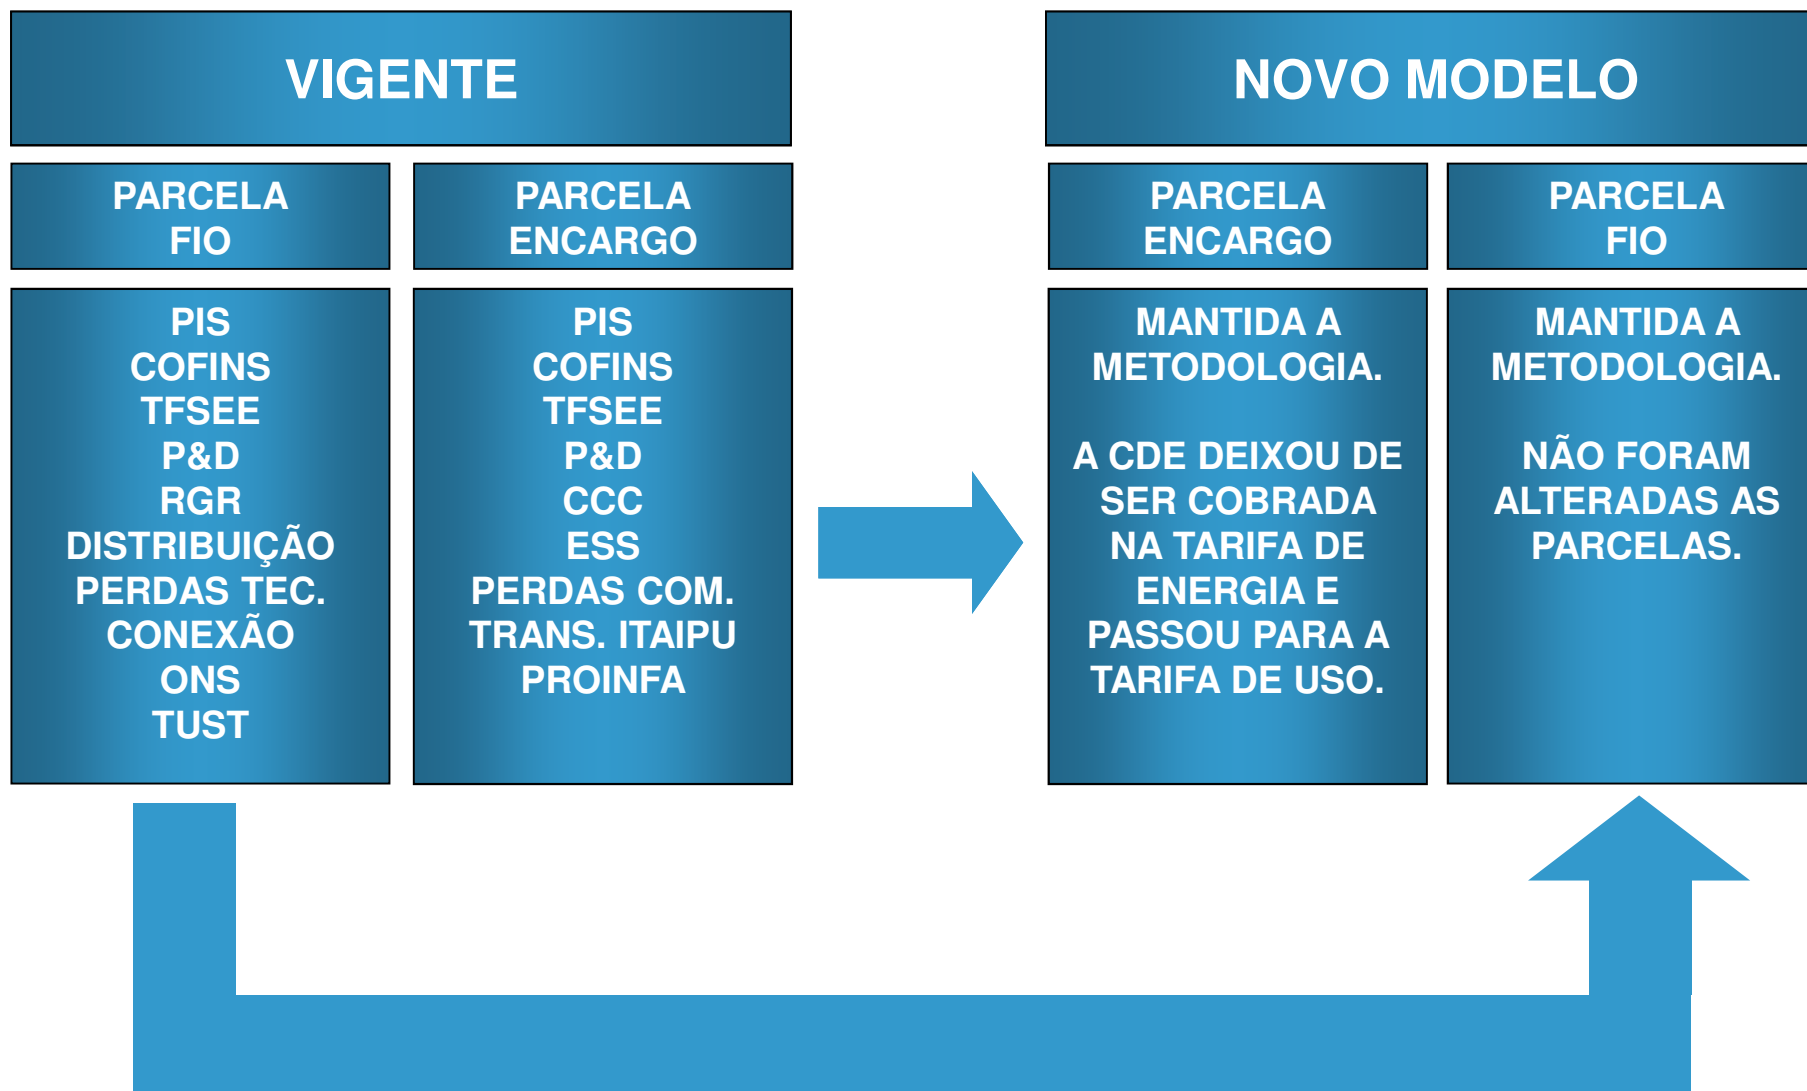 VIGENTE
PARCELA
FIO
PARCELA
ENCARGO
PIS
COFINS
TFSEE
P&D
RGR
DISTRIBUIÇÃO
PERDAS TEC.
CONEXÃO
ONS
TUST
PIS
COFINS
TFSEE
P&D
CCC
ESS
PERDAS COM.
TRANS. ITAIPU
PROINFA
NOVO MODELO
PARCELA
ENCARGO
PARCELA
FIO
MANTIDA A
METODOLOGIA.
A CDE DEIXOU DE
SER COBRADA
NA TARIFA DE
ENERGIA E
PASSOU PARA A
TARIFA DE USO.
MANTIDA A
METODOLOGIA.
NÃO FORAM
ALTERADAS AS
PARCELAS.